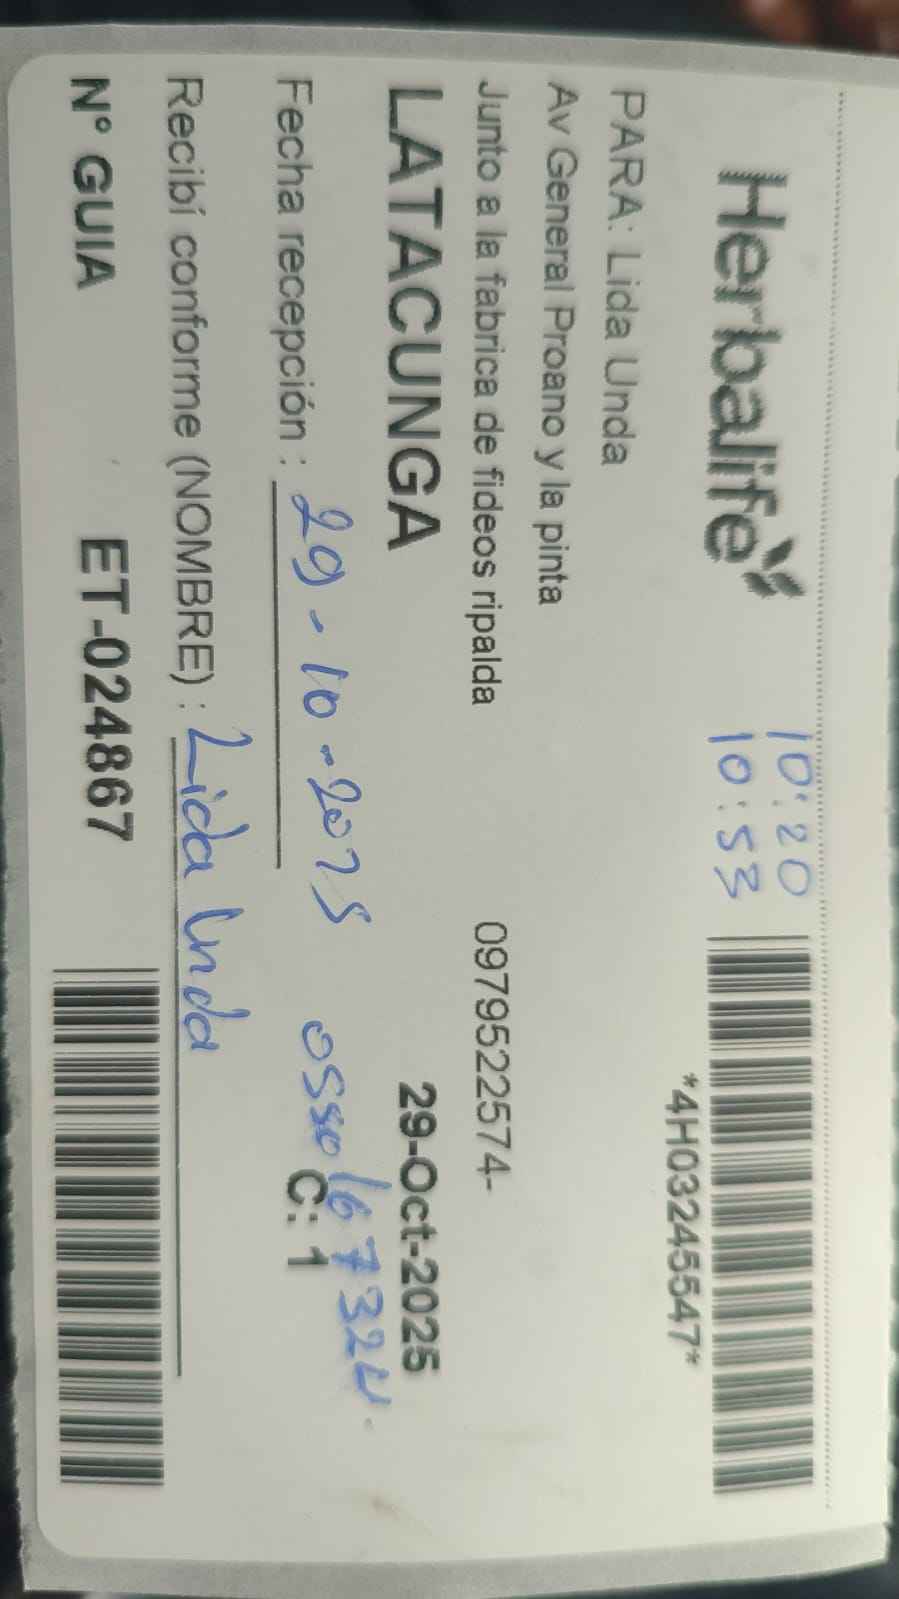 Herbalife
10:20
10:53
*4H03245547*
PARA: Lida Unda
Av General Proano y la pinta
Junto a la fabrica de fideos ripalda 0979522574-
LATACUNGA 29-Oct-2025
Fecha recepción : 29-10-2025 0550167324.
C: 1
Recibí conforme (NOMBRE) : Lida Unda
N° GUIA ET-024867